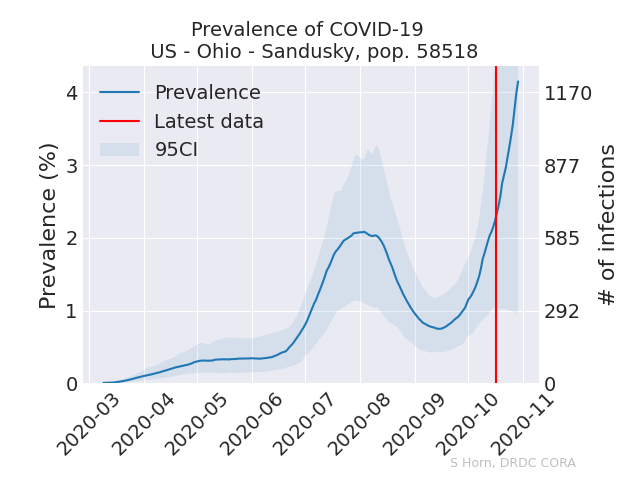 Prevalence of COVID-19
US - Ohio - Sandusky, pop. 58518
Prevalence
Latest data
95CI
Prevalence (%)
4
3
2
1
0
1170
877
585
292
0
# of infections
2020-03
2020-04
2020-05
2020-06
2020-07
2020-08
2020-09
2020-10
2020-11
S Horn, DRDC CORA